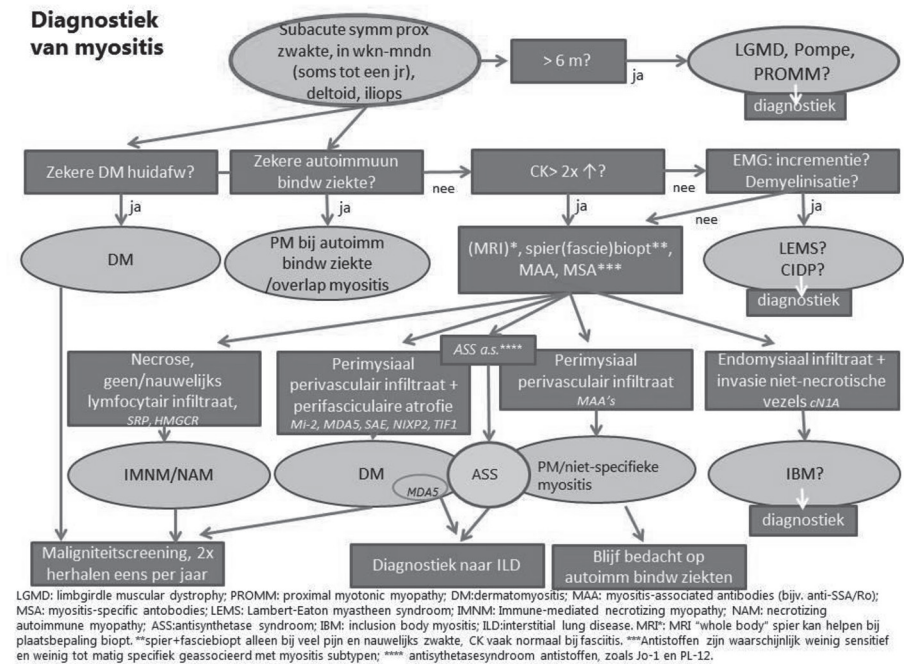 Diagnostiek
van myositis
Subacute symm prox
zwakte, in wkn-mndn
(soms tot een jr),
deltoid, iliops
> 6 m?
ja
LGMD, Pompe,
PROMM?
diagnostiek
Zekere DM huidafw?
Zekere autoimmuun
bindw ziekte?
nee
CK> 2x ↑?
nee
EMG: incrementie?
Demyelinisatie?
ja
ja
ja
nee
ja
DM
PM bij autoimm
bindw ziekte
/overlap myositis
(MRI)*, spier(fascie)biopt**,
MAA, MSA***
LEMS?
CIDP?
diagnostiek
Necrose,
geen/nauwelijks
lymfocytair infiltraat,
SRP, HMGCR
Perimysiaal
perivasculair infiltraat +
perifasciculaire atrofie
Mi-2, MDA5, SAE, NIXP2, TIF1
ASS a.s.****
Perimysiaal
perivasculair infiltraat
MAA's
Endomysiaal infiltraat +
invasie niet-necrotische
vezels cN1A
IMNM/NAM
DM
MDA5
ASS
PM/niet-specifieke
myositis
IBM?
diagnostiek
Maligniteitscreening, 2x
herhalen eens per jaar
Diagnostiek naar ILD
Blijf bedacht op
autoimm bindw ziekten
LGMD: limbgirdle muscular dystrophy; PROMM: proximal myotonic myopathy; DM:dermatomyositis; MAA: myositis-associated antibodies (bijv. anti-SSA/Ro);
MSA: myositis-specific antobodies; LEMS: Lambert-Eaton myastheen syndroom; IMNM: Immune-mediated necrotizing myopathy; NAM: necrotizing
autoimmune myopathy; ASS:antisynthetase syndrom; IBM: inclusion body myositis; ILD:interstitial lung disease. MRI*: MRI "whole body" spier kan helpen bij
plaatsbepaling biopt. **spier+fasciebiopt alleen bij veel pijn en nauwelijks zwakte, CK vaak normaal bij fasciitis. ***Antistoffen zijn waarschijnlijk weinig sensitief
en weinig tot matig specifiek geassocieerd met myositis subtypen; **** antisythetasesyndroom antistoffen, zoals Jo-1 en PL-12.